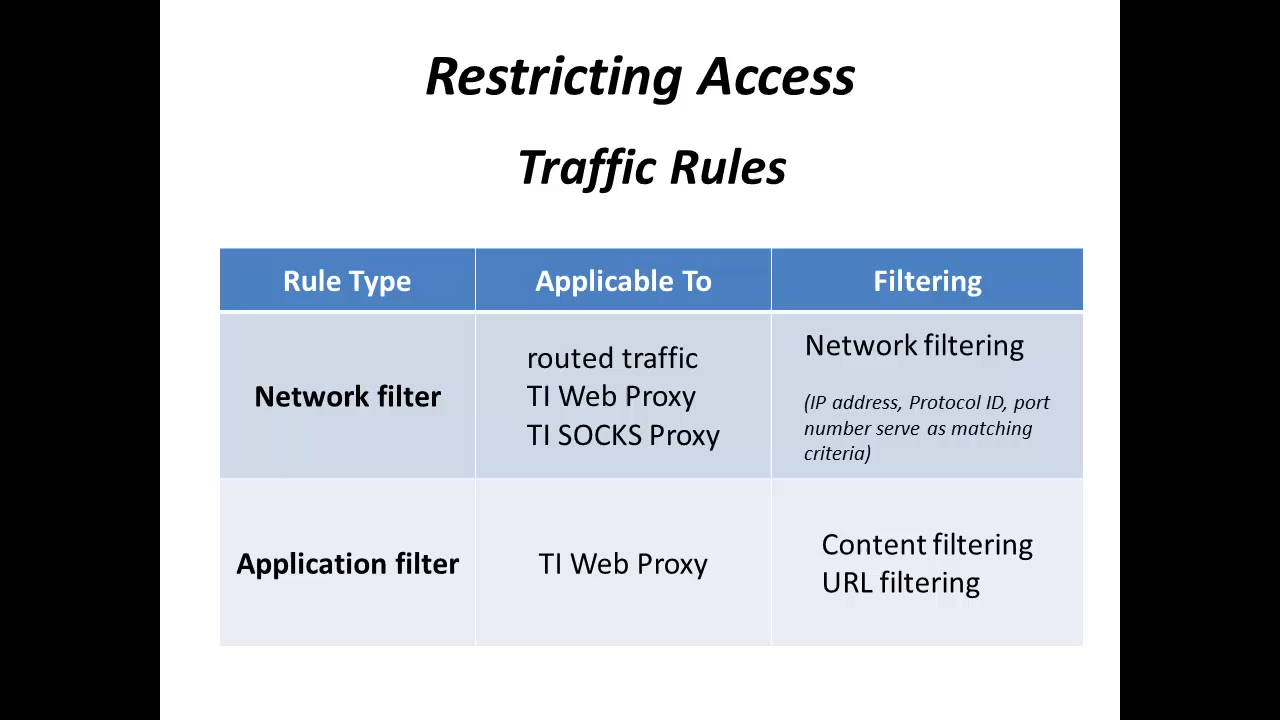 Restricting Access
Traffic Rules
Rule Type
Applicable To
Filtering
Network filter
routed traffic
TI Web Proxy
TI SOCKS Proxy
Network filtering
(IP address, Protocol ID, port
number serve as matching
criteria)
Application filter
TI Web Proxy
Content filtering
URL filtering